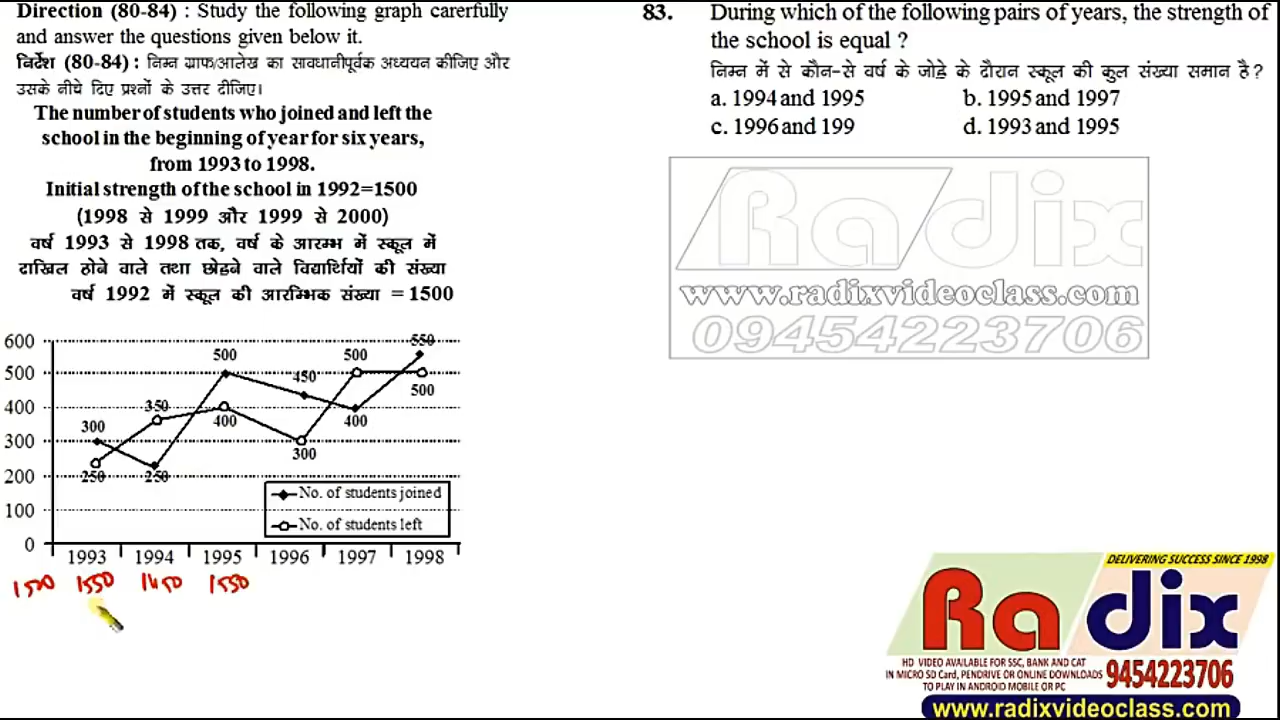 Direction (80-84) : Study the following graph carerfully
and answer the questions given below it.
निर्देश (80-84) : निम्न ग्राफ/आलेख का सावधानीपूर्वक अध्ययन कीजिए और
उसके नीचे दिए प्रश्नों के उत्तर दीजिए।
The number of students who joined and left the
school in the beginning of year for six years,
from 1993 to 1998.
Initial strength of the school in 1992=1500
(1998 से 1999 और 1999 से 2000)
वर्ष 1993 से 1998 तक, वर्ष के आरम्भ में स्कूल में
दाखिल होने वाले तथा छोडने वाले विद्यार्थियों की संख्या
वर्ष 1992 में स्कूल की आरम्भिक संख्या = 1500
600
500
400
300
200
100
0
300
250
350
250
500
400
450
300
500
400
550
500
No. of students joined
No. of students left
1993 1994 1995 1996 1997 1998
1500 1550 1450 1550
83. During which of the following pairs of years, the strength of
the school is equal ?
निम्न में से कौन-से वर्ष के जोडे के दौरान स्कूल की कुल संख्या समान है?
a. 1994 and 1995 b. 1995 and 1997
c. 1996 and 199 d. 1993 and 1995
Radix
www.radixvideoclass.com
09454223706
DELIVERING SUCCESS SINCE 1998
Radix
HD VIDEO AVAILABLE FOR SSC, BANK AND CAT
IN MICRO SD Card, PENDRIVE OR ONLINE DOWNLOADS
TO PLAY IN ANDROID MOBILE OR PC
9454223706
www.radixvideoclass.com